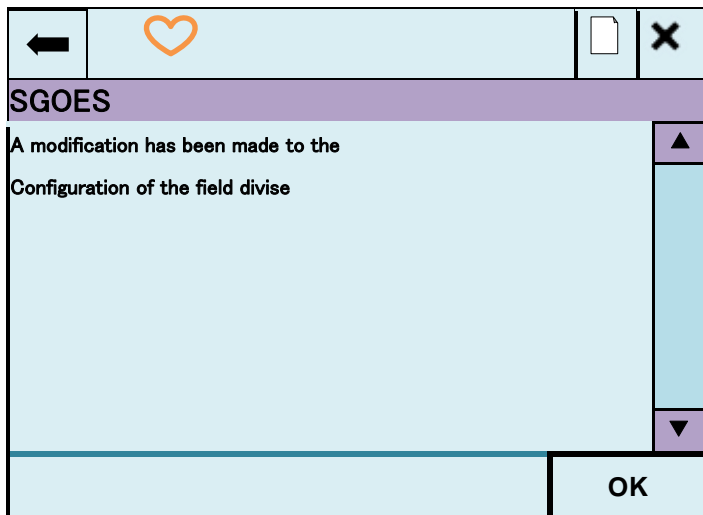 SGOES
A modification has been made to the
Configuration of the field divise
OK